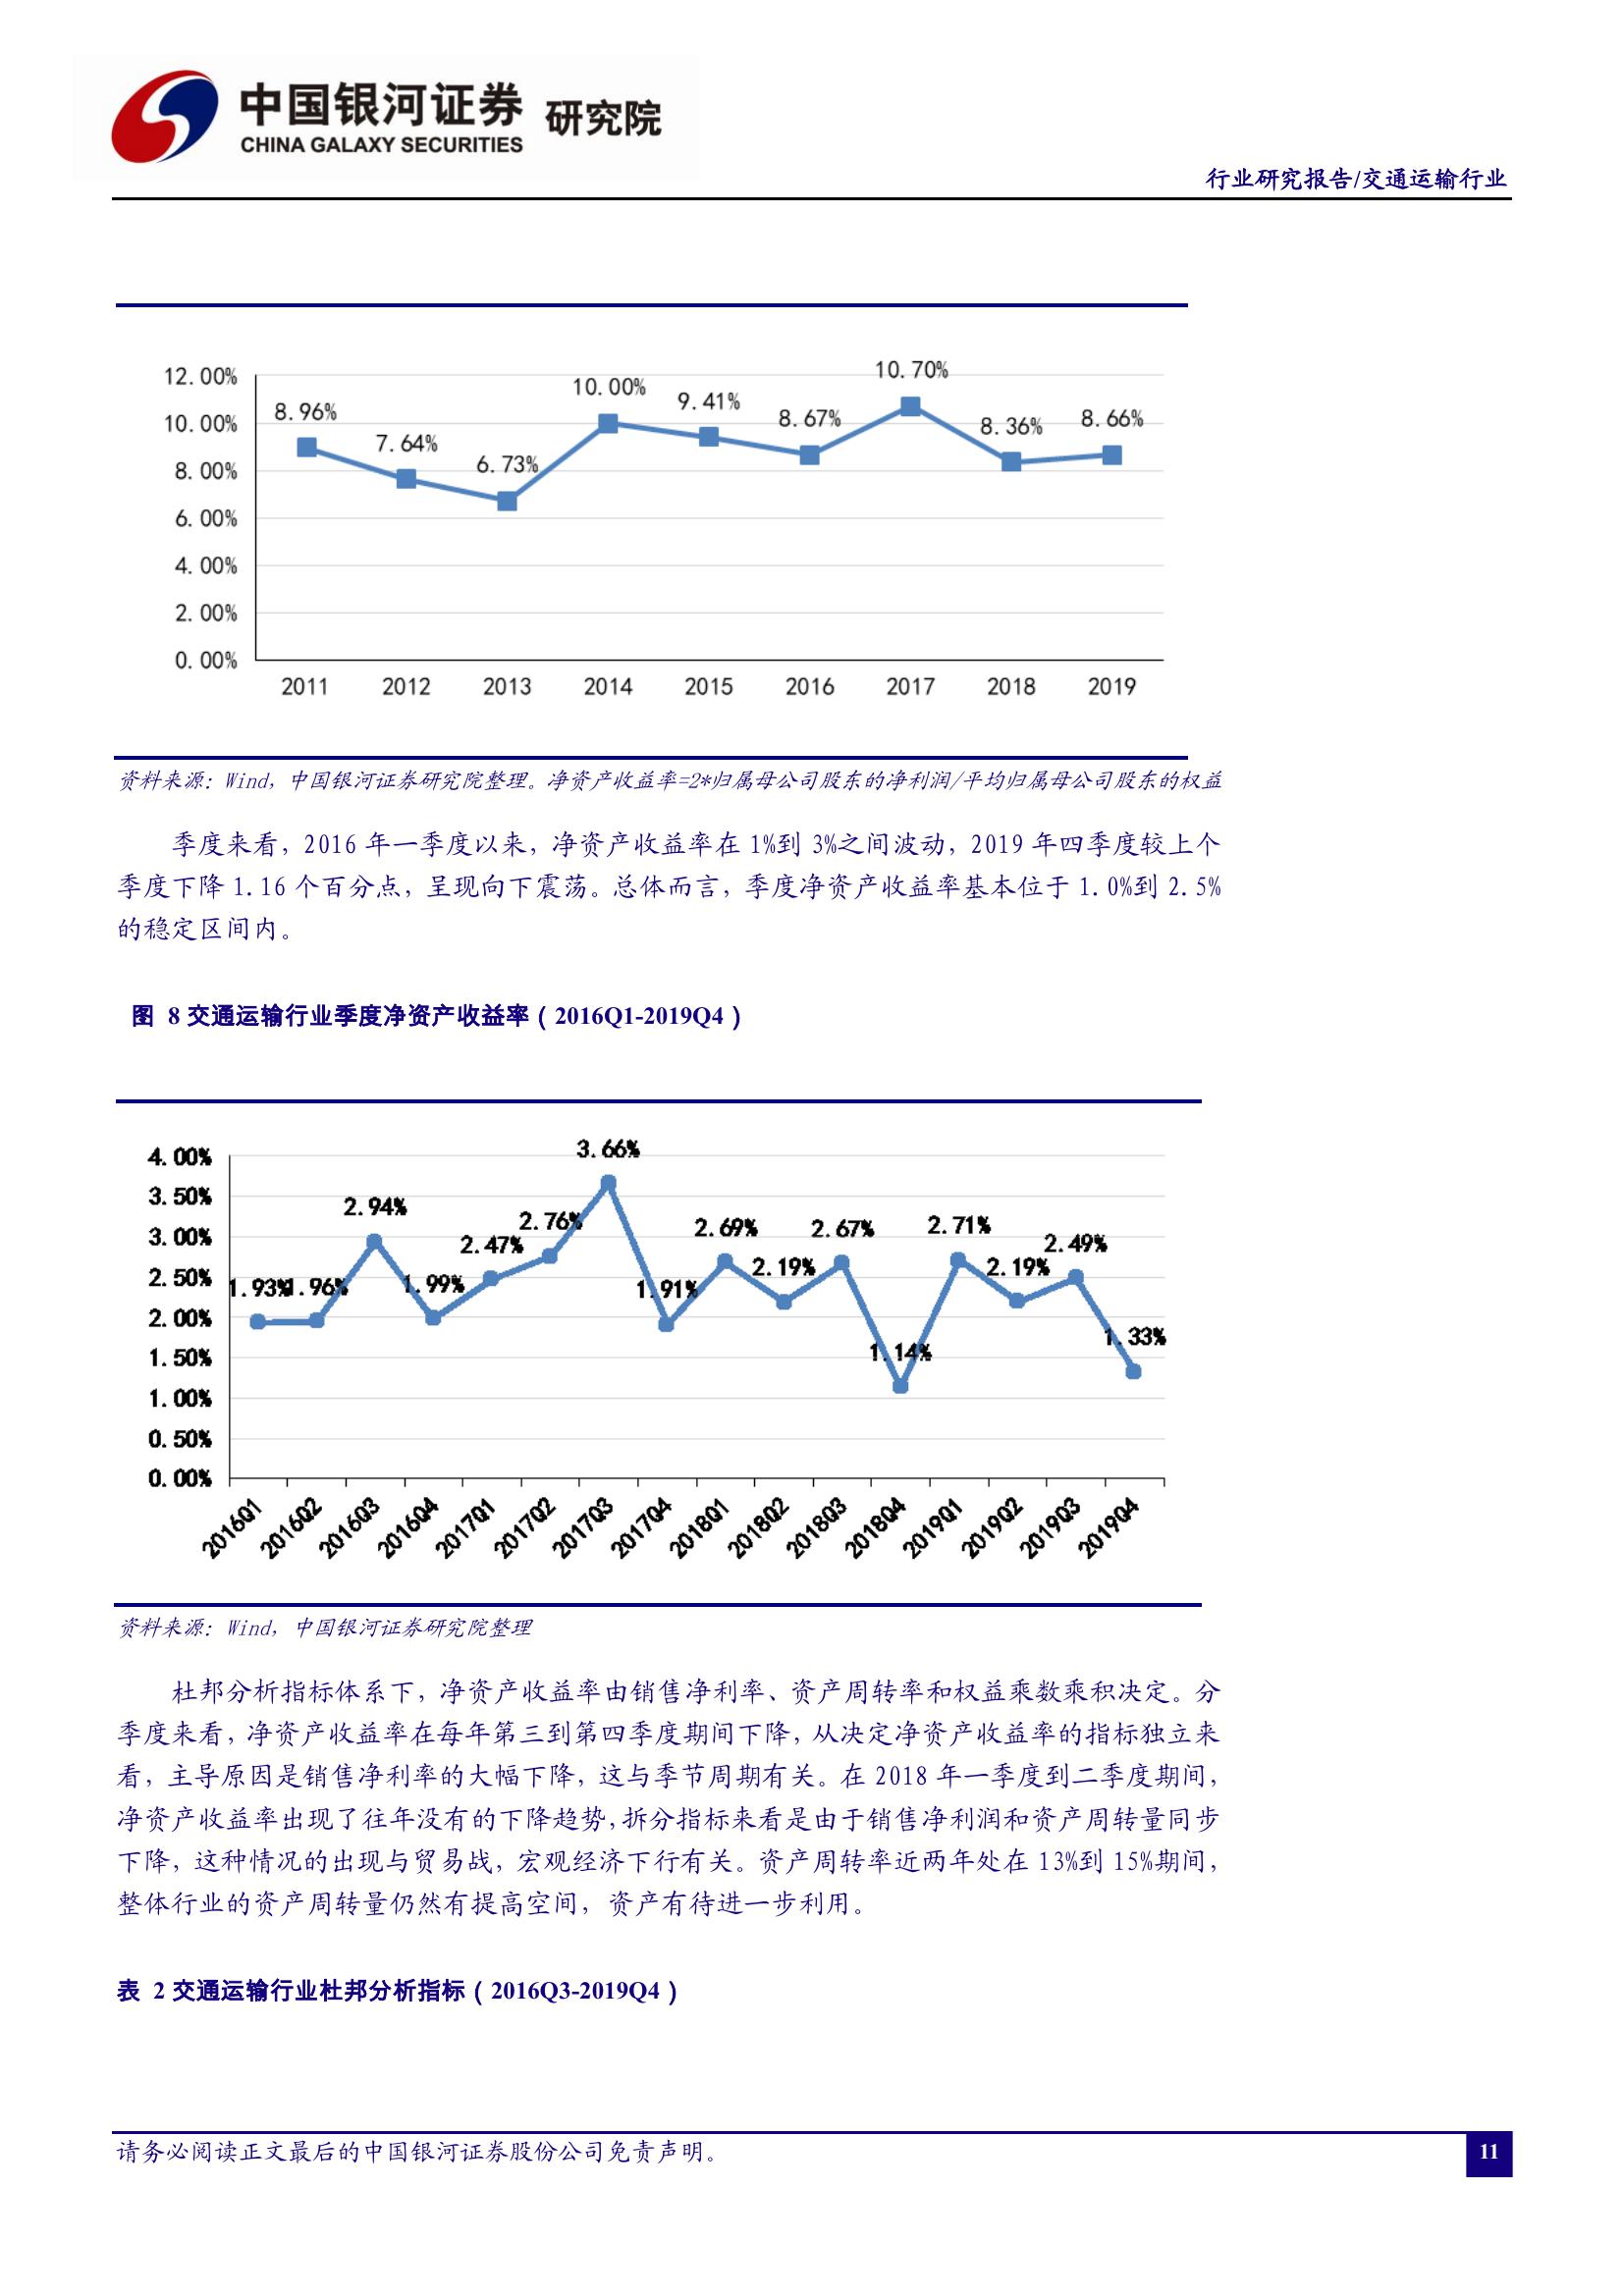 中国银河证券 研究院
CHINA GALAXY SECURITIES
行业研究报告/交通运输行业
12.00%
10.00%
8.00%
6.00%
4.00%
2.00%
0.00%
8.96%
7.64%
6.73%
10.00%
9.41%
8.67%
10.70%
8.36%
8.66%
2011 2012 2013 2014 2015 2016 2017 2018 2019
资料来源：Wind，中国银河证券研究院整理。净资产收益率=2*归属母公司股东的净利润/平均归属母公司股东的权益
季度来看，2016 年一季度以来，净资产收益率在 1%到 3%之间波动，2019 年四季度较上个
季度下降 1.16 个百分点，呈现向下震荡。总体而言，季度净资产收益率基本位于 1.0%到 2.5%
的稳定区间内。
图 8 交通运输行业季度净资产收益率（2016Q1-2019Q4）
4.00%
3.50%
3.00%
2.50%
2.00%
1.50%
1.00%
0.50%
0.00%
1.93%
1.96%
2.94%
1.99%
2.47%
2.76%
3.66%
1.91%
2.69%
2.19%
2.67%
1.14%
2.71%
2.19%
2.49%
1.33%
2016Q1 2016Q2 2016Q3 2016Q4 2017Q1 2017Q2 2017Q3 2017Q4 2018Q1 2018Q2 2018Q3 2018Q4 2019Q1 2019Q2 2019Q3 2019Q4
资料来源：Wind，中国银河证券研究院整理
杜邦分析指标体系下，净资产收益率由销售净利率、资产周转率和权益乘数乘积决定。分
季度来看，净资产收益率在每年第三到第四季度期间下降，从决定净资产收益率的指标独立来
看，主导原因是销售净利率的大幅下降，这与季节周期有关。在 2018 年一季度到二季度期间，
净资产收益率出现了往年没有的下降趋势，拆分指标来看是由于销售净利润和资产周转量同步
下降，这种情况的出现与贸易战，宏观经济下行有关。资产周转率近两年处在 13%到 15%期间，
整体行业的资产周转量仍然有提高空间，资产有待进一步利用。
表 2 交通运输行业杜邦分析指标（2016Q3-2019Q4）
请务必阅读正文最后的中国银河证券股份公司免责声明。
11